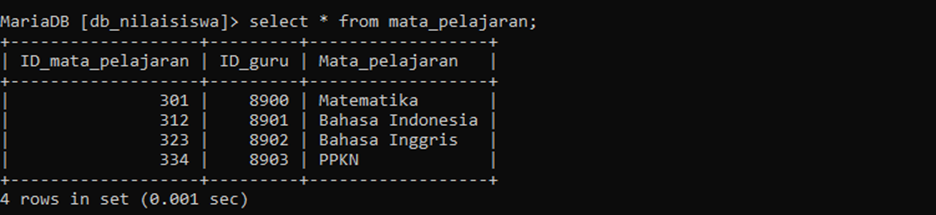 MariaDB [db_nilaisiswa]> select * from mata_pelajaran;
+-------------------+---------+------------------+
| ID_mata_pelajaran | ID_guru | Mata_pelajaran   |
+-------------------+---------+------------------+
|               301 |    8900 | Matematika       |
|               312 |    8901 | Bahasa Indonesia |
|               323 |    8902 | Bahasa Inggris   |
|               334 |    8903 | PPKN             |
+-------------------+---------+------------------+
4 rows in set (0.001 sec)